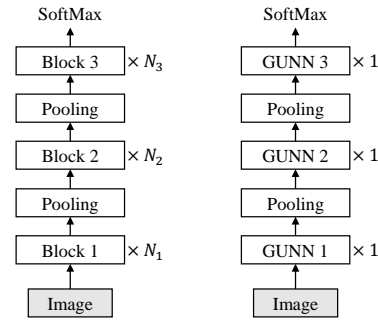 SoftMax
Block 3 × N₃
Pooling
Block 2 × N₂
Pooling
Block 1 × N₁
Image
SoftMax
GUNN 3 × 1
Pooling
GUNN 2 × 1
Pooling
GUNN 1 × 1
Image